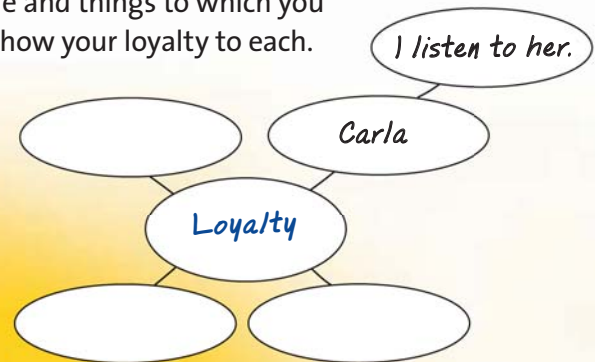 e and things to which you
how your loyalty to each.
I listen to her.
Carla
Loyalty